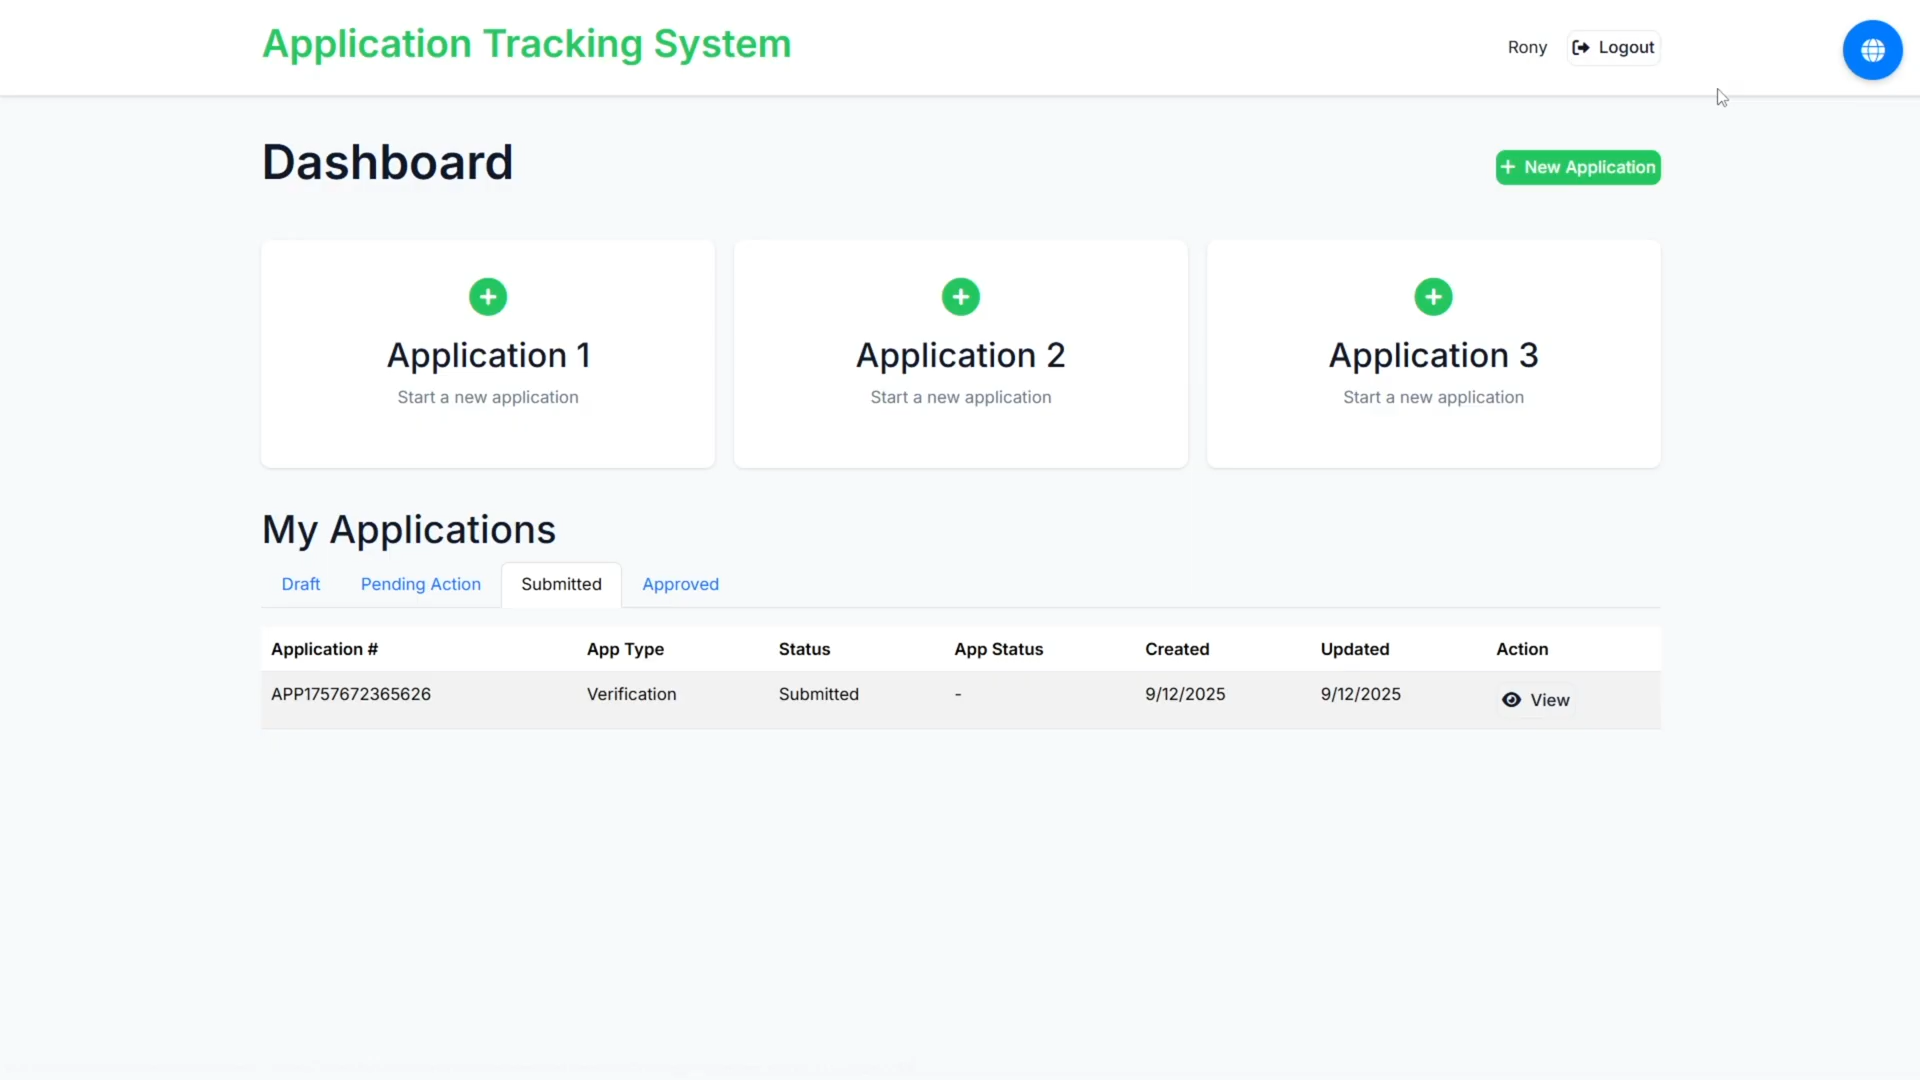 Application Tracking System
Rony Logout
Dashboard
New Application
Application 1
Start a new application
Application 2
Start a new application
Application 3
Start a new application
My Applications
Draft Pending Action Submitted Approved
Application # App Type Status App Status Created Updated Action
APP1757672365626 Verification Submitted - 9/12/2025 9/12/2025 View